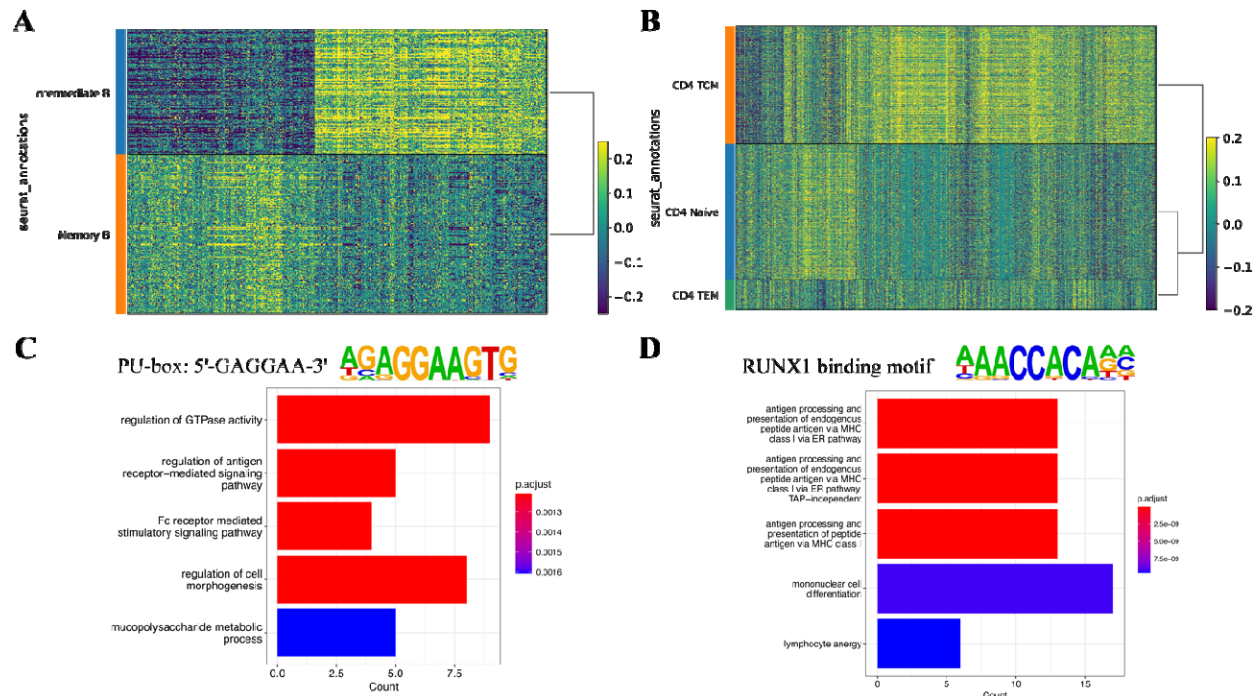 A
seurat_annotations
Memory B
0.2
0.1
0.0
−0.1
−0.2
B
seurat_annotations
CD4 TCM
CD4 Naive
CD4 TEM
0.2
0.1
0.0
−0.1
−0.2
C
PU-box: 5'-GAGGAA-3'
regulation of GTPase activity
regulation of antigen
receptor−mediated signaling
pathway
Fc receptor mediated
stimulatory signaling pathway
regulation of cell
morphogenesis
mucopolysaccharide metabolic
process
0.0
2.5
5.0
7.5
Count
p.adjust
0.0013
0.0014
0.0015
0.0016
D
RUNX1 binding motif
antigen processing and
presentation of endogenous
peptide antigen via MHC
class I via ER pathway
antigen processing and
presentation of endogenous
peptide antigen via MHC
class I via ER pathway
TAP−independent
antigen processing and
presentation of peptide
antigen via MHC class I
mononuclear cell
differentiation
lymphocyte anergy
0
5
10
15
Count
p.adjust
2.5e−09
5.0e−09
7.5e−09